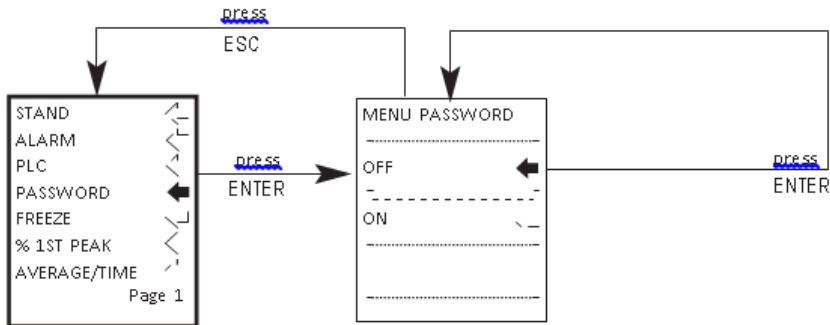 press
ESC
STAND
ALARM
PLC
PASSWORD
FREEZE
% 1ST PEAK
AVERAGE/TIME
Page 1
press
ENTER
MENU PASSWORD
OFF
ON
press
ENTER